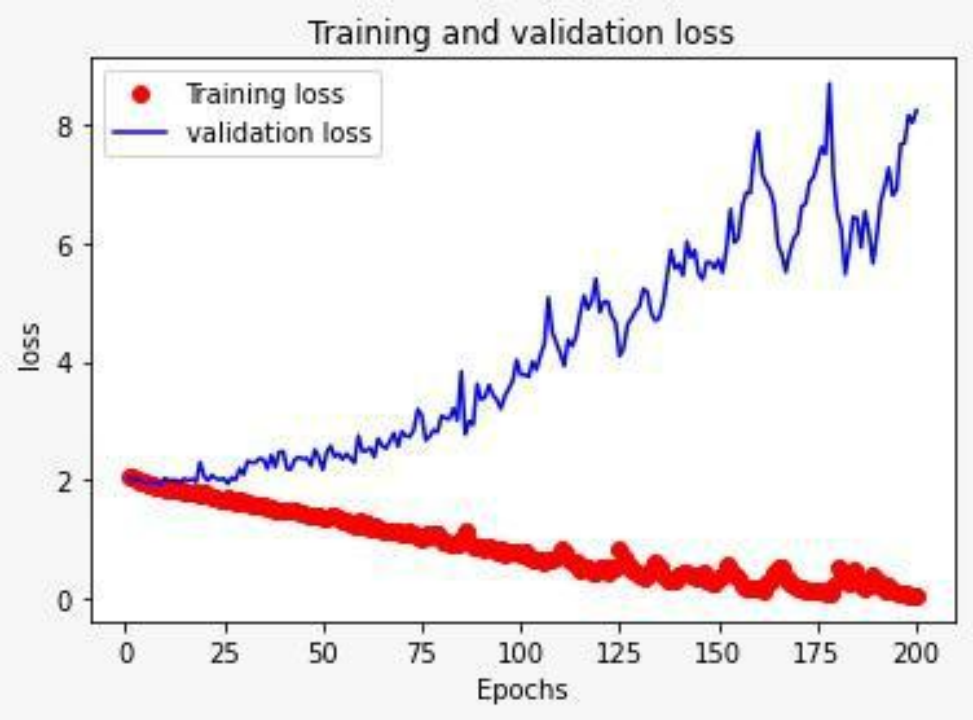 Training and validation loss
Training loss
validation loss
8
6
4
2
0
loss
0 25 50 75 100 125 150 175 200
Epochs